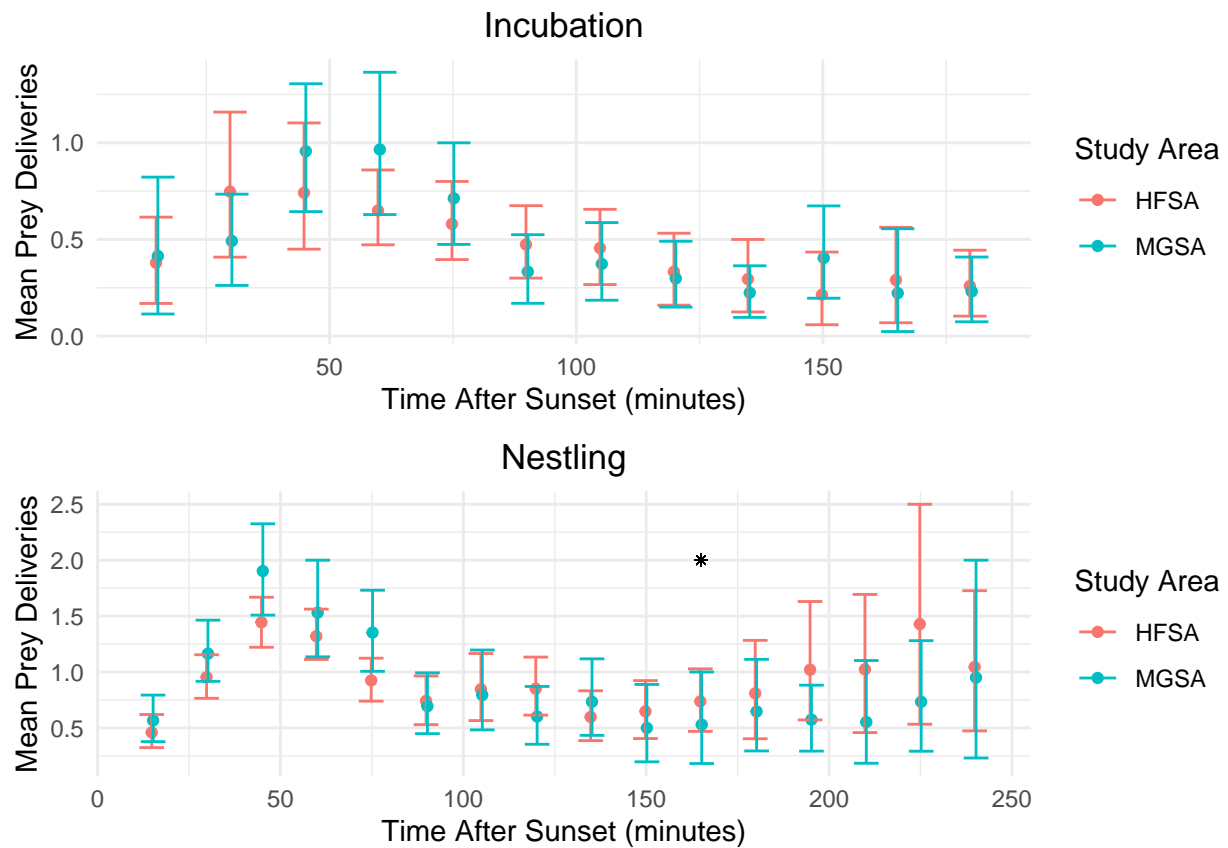 Incubation
Mean Prey Deliveries
1.0
0.5
0.0
50
100
150
Time After Sunset (minutes)
Study Area
HFSA
MGSA
Nestling
Mean Prey Deliveries
2.5
2.0
1.5
1.0
0.5
0
50
100
150
200
250
Time After Sunset (minutes)
Study Area
HFSA
MGSA
*